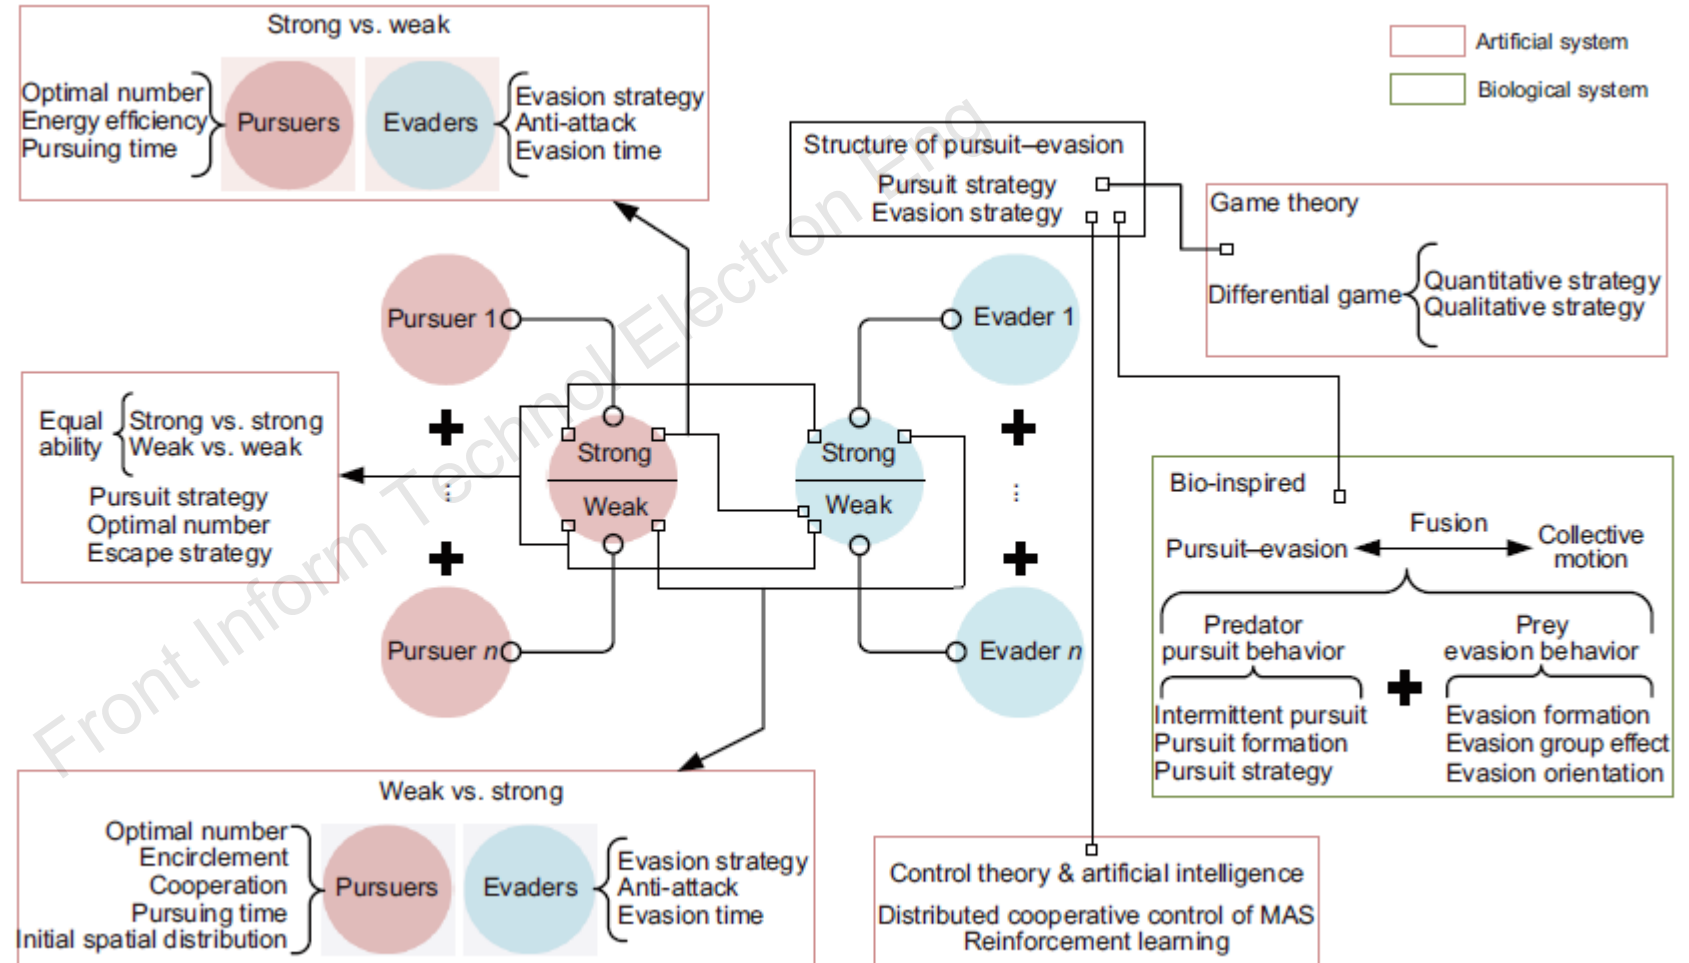 Strong vs. weak
Optimal number
Energy efficiency
Pursuing time
Pursuers
Evaders
Evasion strategy
Anti-attack
Evasion time
Artificial system
Biological system
Structure of pursuit–evasion
Pursuit strategy
Evasion strategy
Game theory
Differential game
Quantitative strategy
Qualitative strategy
Pursuer 1
Evader 1
Equal
ability
Strong vs. strong
Weak vs. weak
Pursuit strategy
Optimal number
Escape strategy
+
...
+
Strong
Weak
Strong
Weak
+
...
+
Pursuer n
Evader n
Bio-inspired
Fusion
Pursuit–evasion
Collective
motion
Predator
pursuit behavior
Prey
evasion behavior
+
Intermittent pursuit
Pursuit formation
Pursuit strategy
Evasion formation
Evasion group effect
Evasion orientation
Weak vs. strong
Optimal number
Encirclement
Cooperation
Pursuing time
Initial spatial distribution
Pursuers
Evaders
Evasion strategy
Anti-attack
Evasion time
Control theory & artificial intelligence
Distributed cooperative control of MAS
Reinforcement learning
Front Inform Technol Electron Eng